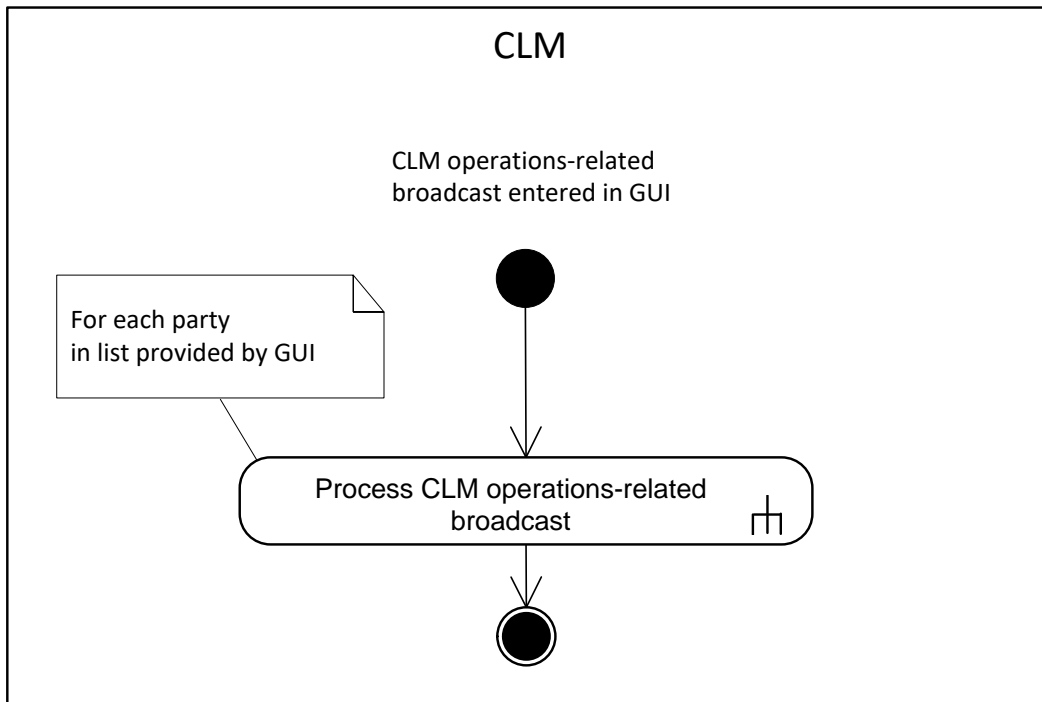 CLM
CLM operations-related
broadcast entered in GUI
For each party
in list provided by GUI
Process CLM operations-related
broadcast